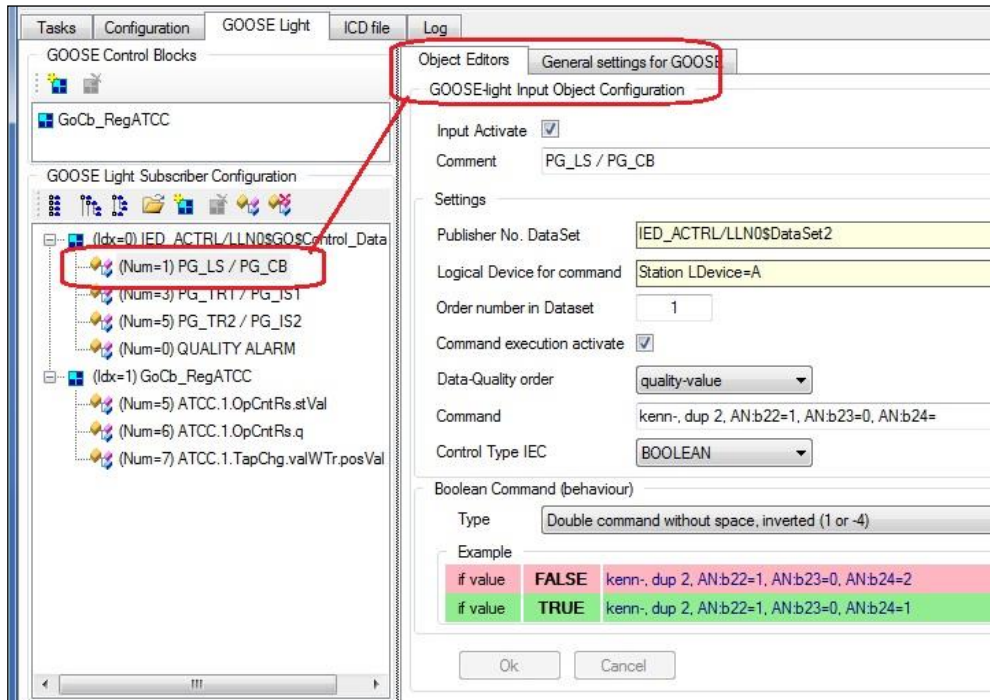 Tasks Configuration GOOSE Light ICD file Log
GOOSE Control Blocks
GoCb_RegATCC
GOOSE Light Subscriber Configuration
(Idx=0) IED_ACTRL/LLN0$GO$Control_Data
(Num=1) PG_LS / PG_CB
(Num=3) PG_TR1 / PG_IS1
(Num=5) PG_TR2 / PG_IS2
(Num=0) QUALITY ALARM
(Idx=1) GoCb_RegATCC
(Num=5) ATCC.1.OpCntRs.stVal
(Num=6) ATCC.1.OpCntRs.q
(Num=7) ATCC.1.TapChg.valWTr.posVal
Object Editors General settings for GOOSE
GOOSE-light Input Object Configuration
Input Activate
Comment PG_LS / PG_CB
Settings
Publisher No. DataSet IED_ACTRL/LLN0$DataSet2
Logical Device for command Station LDevice=A
Order number in Dataset 1
Command execution activate
Data-Quality order quality-value
Command kenn-, dup 2, AN:b22=1, AN:b23=0, AN:b24=
Control Type IEC BOOLEAN
Boolean Command (behaviour)
Type Double command without space, inverted (1 or -4)
Example
if value FALSE kenn-, dup 2, AN:b22=1, AN:b23=0, AN:b24=2
if value TRUE kenn-, dup 2, AN:b22=1, AN:b23=0, AN:b24=1
Ok Cancel